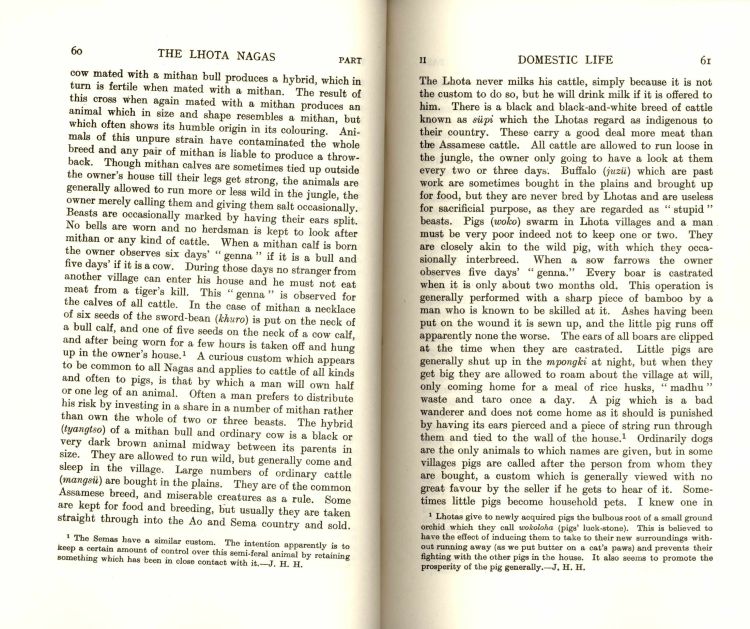 60
THE LHOTA NAGAS
PART
cow mated with a mithan bull produces a hybrid, which in
turn is fertile when mated with a mithan. The result of
this cross when again mated with a mithan produces an
animal which in size and shape resembles a mithan, but
which often shows its humble origin in its colouring. Ani-
mals of this unpure strain have contaminated the whole
breed and any pair of mithan is liable to produce a throw-
back. Though mithan calves are sometimes tied up outside
the owner's house till their legs get strong, the animals are
generally allowed to run more or less wild in the jungle, the
owner merely calling them and giving them salt occasionally.
Beasts are occasionally marked by having their ears split.
No bells are worn and no herdsman is kept to look after
mithan or any kind of cattle. When a mithan calf is born
the owner observes six days' " genna " if it is a bull and
five days' if it is a cow. During those days no stranger from
another village can enter his house and he must not eat
meat from a tiger's kill. This " genna " is observed for
the calves of all cattle. In the case of mithan a necklace
of six seeds of the sword-bean (khuro) is put on the neck of
a bull calf, and one of five seeds on the neck of a cow calf,
and after being worn for a few hours is taken off and hung
up in the owner's house.¹ A curious custom which appears
to be common to all Nagas and applies to cattle of all kinds
and often to pigs, is that by which a man will own half
or one leg of an animal. Often a man prefers to distribute
his risk by investing in a share in a number of mithan rather
than own the whole of two or three beasts. The hybrid
(tyangtso) of a mithan bull and ordinary cow is a black or
very dark brown animal midway between its parents in
size. They are allowed to run wild, but generally come and
sleep in the village. Large numbers of ordinary cattle
(mangsü) are bought in the plains. They are of the common
Assamese breed, and miserable creatures as a rule. Some
are kept for food and breeding, but usually they are taken
straight through into the Ao and Sema country and sold.
¹ The Semas have a similar custom. The intention apparently is to
keep a certain amount of control over this semi-feral animal by retaining
something which has been in close contact with it.—J. H. H.
II
DOMESTIC LIFE
61
The Lhota never milks his cattle, simply because it is not
the custom to do so, but he will drink milk if it is offered to
him. There is a black and black-and-white breed of cattle
known as süpi which the Lhotas regard as indigenous to
their country. These carry a good deal more meat than
the Assamese cattle. All cattle are allowed to run loose in
the jungle, the owner only going to have a look at them
every two or three days. Buffalo (juzü) which are past
work are sometimes bought in the plains and brought up
for food, but they are never bred by Lhotas and are useless
for sacrificial purpose, as they are regarded as " stupid "
beasts. Pigs (woko) swarm in Lhota villages and a man
must be very poor indeed not to keep one or two. They
are closely akin to the wild pig, with which they occa-
sionally interbreed. When a sow farrows the owner
observes five days' " genna." Every boar is castrated
when it is only about two months old. This operation is
generally performed with a sharp piece of bamboo by a
man who is known to be skilled at it. Ashes having been
put on the wound it is sewn up, and the little pig runs off
apparently none the worse. The ears of all boars are clipped
at the time when they are castrated. Little pigs are
generally shut up in the mpongki at night, but when they
get big they are allowed to roam about the village at will,
only coming home for a meal of rice husks, " madhu "
waste and taro once a day. A pig which is a bad
wanderer and does not come home as it should is punished
by having its ears pierced and a piece of string run through
them and tied to the wall of the house.¹ Ordinarily dogs
are the only animals to which names are given, but in some
villages pigs are called after the person from whom they
are bought, a custom which is generally viewed with no
great favour by the seller if he gets to hear of it. Some-
times little pigs become household pets. I knew one in
¹ Lhotas give to newly acquired pigs the bulbous root of a small ground
orchid which they call wokoloha (pigs' luck-stone). This is believed to
have the effect of inducing them to take to their new surroundings with-
out running away (as we put butter on a cat's paws) and prevents their
fighting with the other pigs in the house. It also seems to promote the
prosperity of the pig generally.—J. H. H.